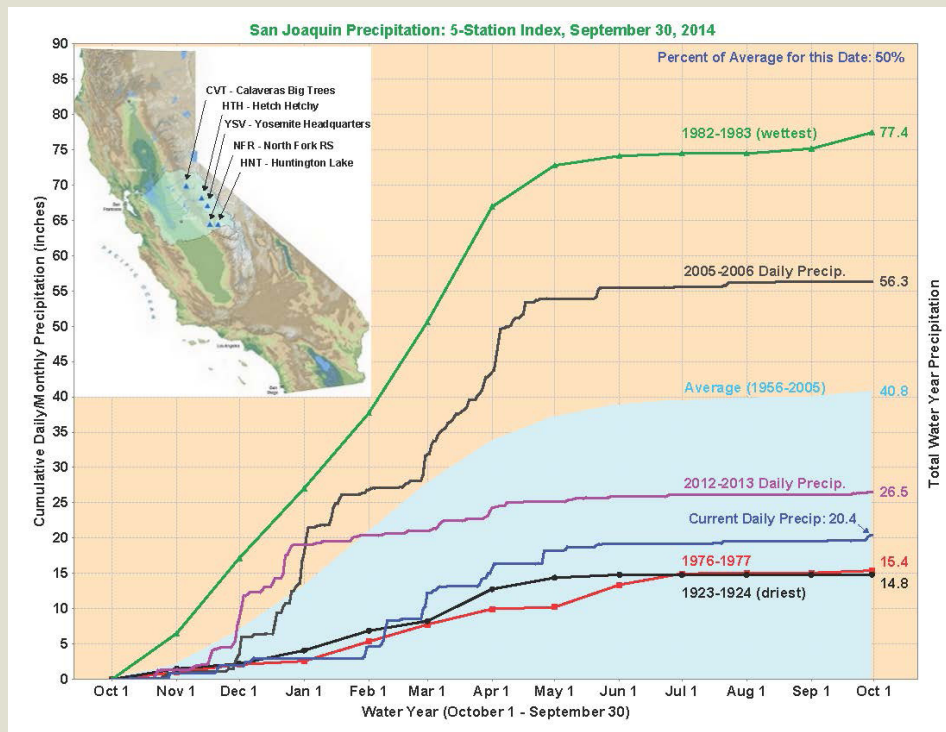 San Joaquin Precipitation: 5-Station Index, September 30, 2014
Percent of Average for this Date: 50%
Cumulative Daily/Monthly Precipitation (inches)
90
85
80
75
70
65
60
55
50
45
40
35
30
25
20
15
10
5
0
CVT - Calaveras Big Trees
HTH - Hetch Hetchy
YSV - Yosemite Headquarters
NFR - North Fork RS
HNT - Huntington Lake
San Francisco
Los Angeles
San Diego
1982-1983 (wettest)
77.4
2005-2006 Daily Precip.
56.3
Average (1956-2005)
40.8
2012-2013 Daily Precip.
26.5
Current Daily Precip: 20.4
1976-1977
15.4
1923-1924 (driest)
14.8
Total Water Year Precipitation
Oct 1 Nov 1 Dec 1 Jan 1 Feb 1 Mar 1 Apr 1 May 1 Jun 1 Jul 1 Aug 1 Sep 1 Oct 1
Water Year (October 1 - September 30)